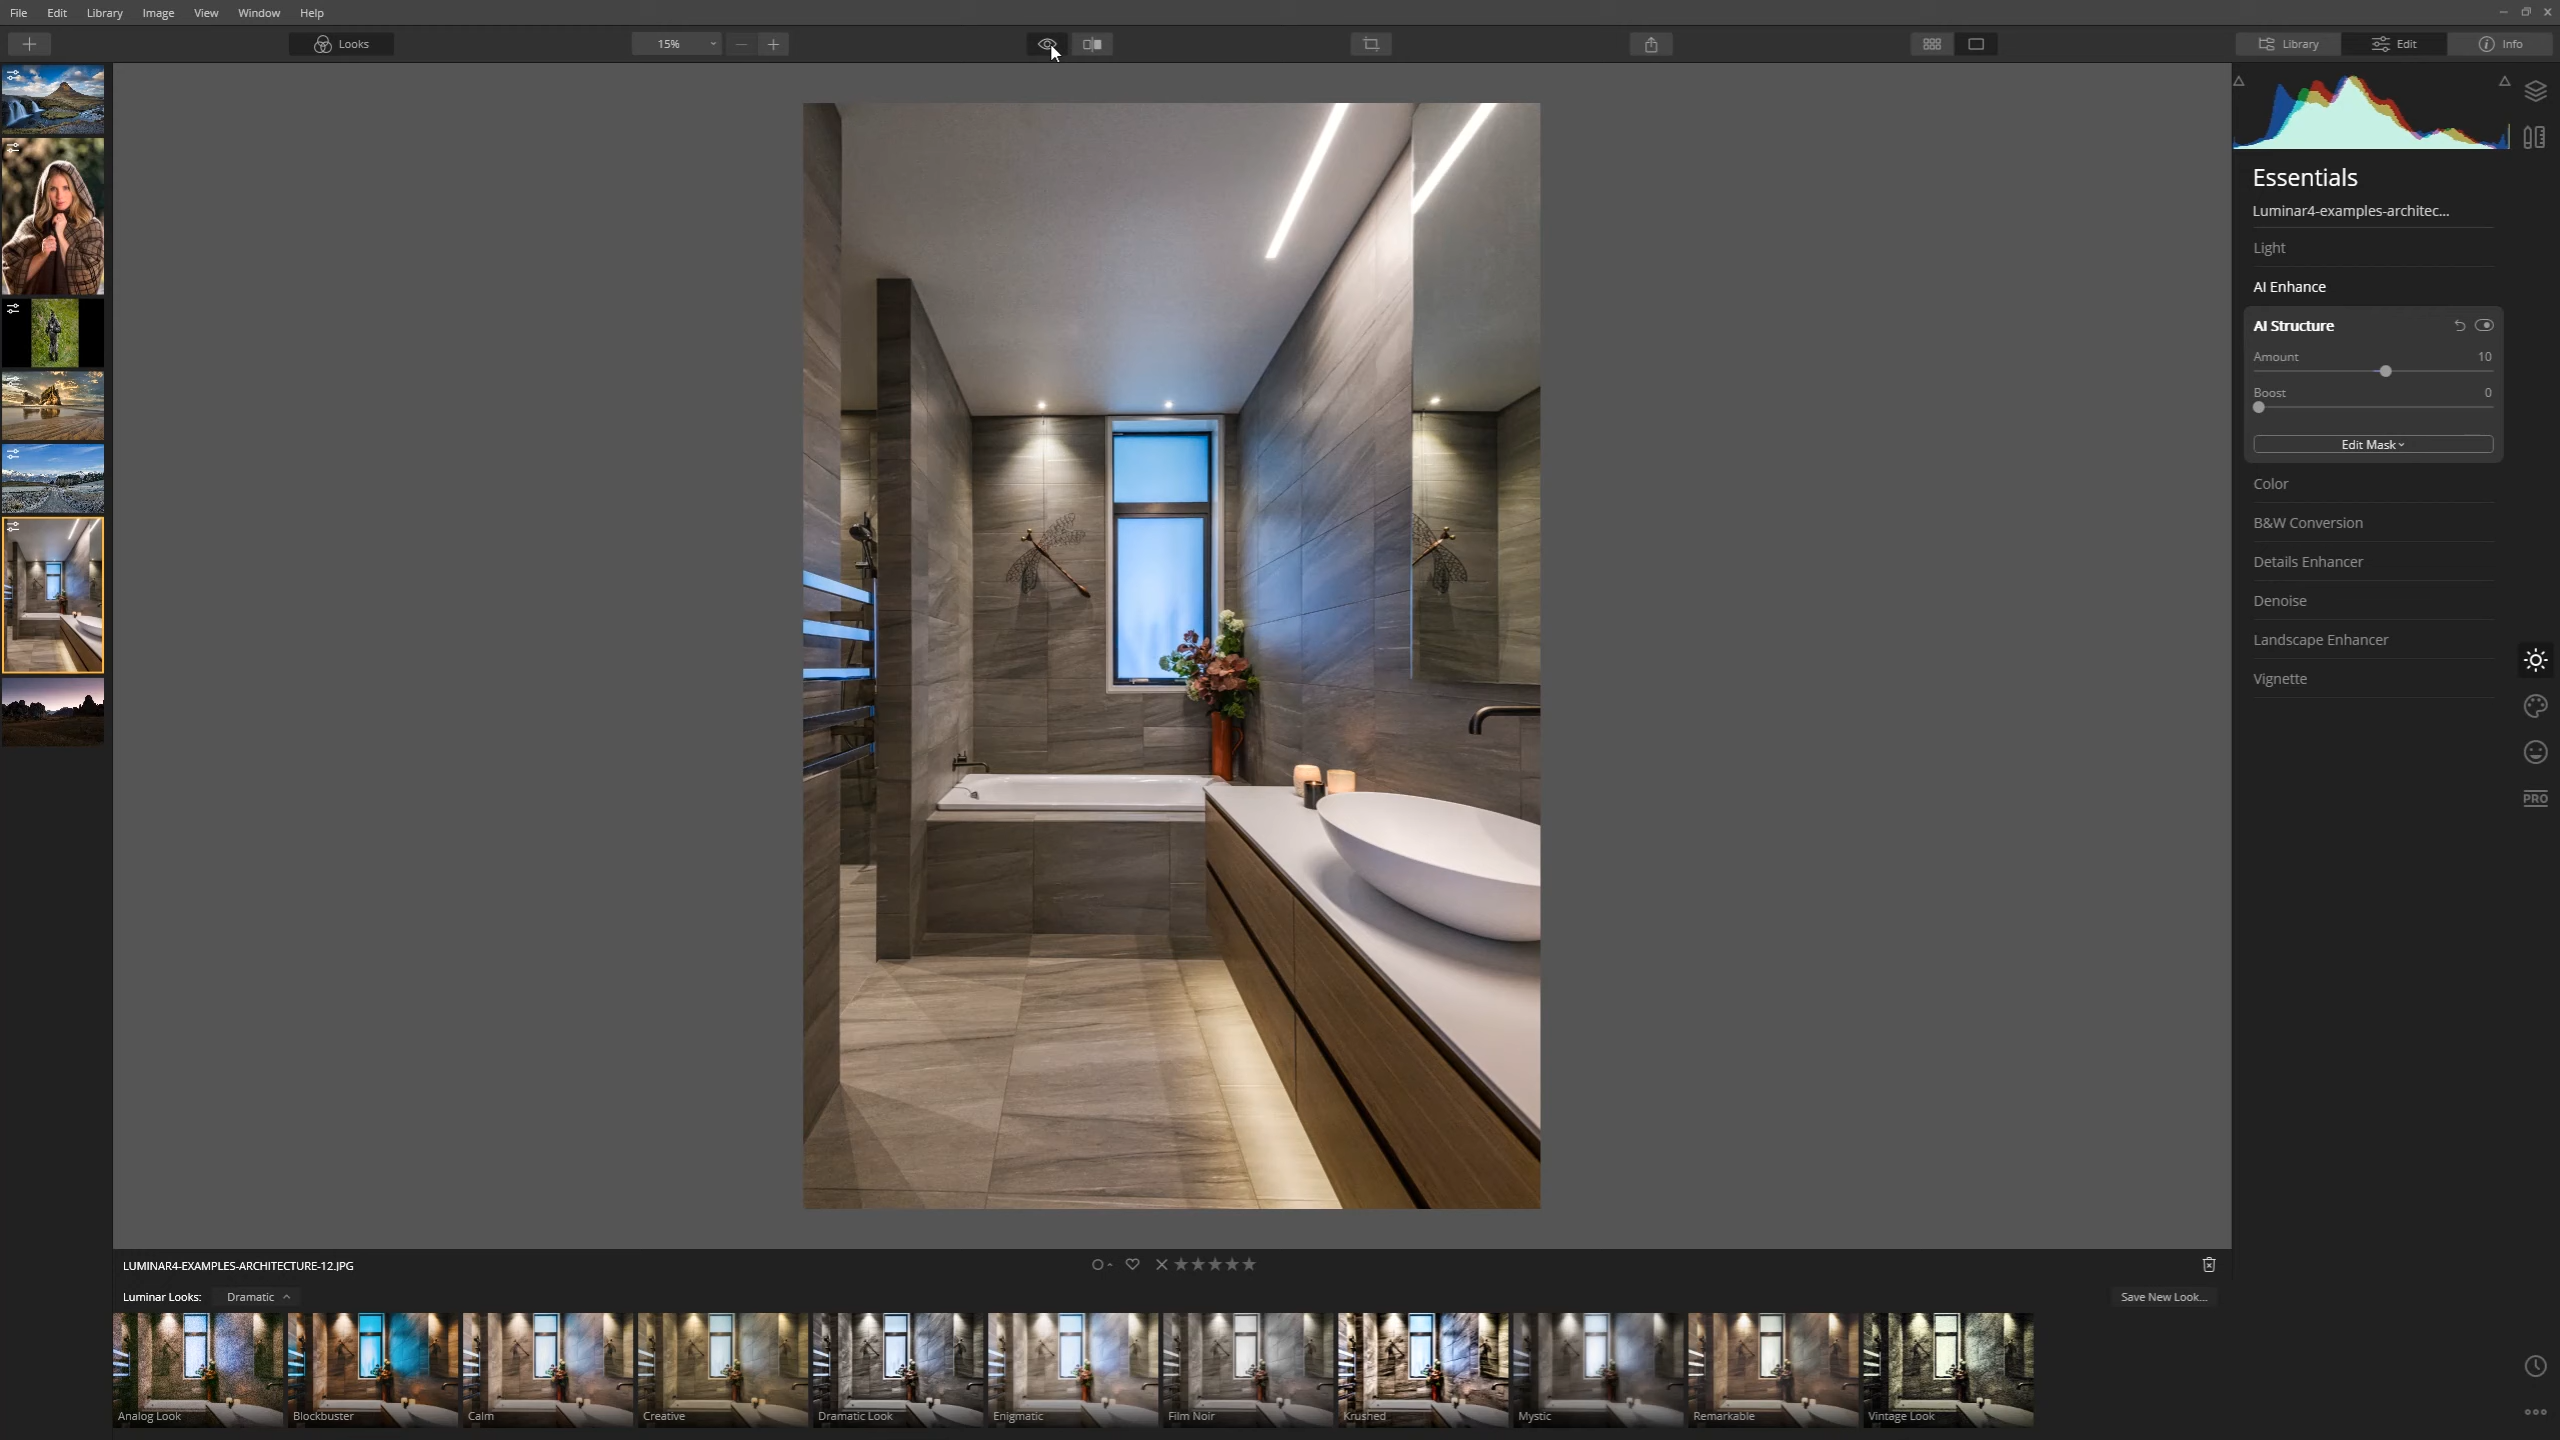 File Edit Library Image View Window Help
Looks 15% Library Edit Info
Essentials
Luminar4-examples-architec...
Light
AI Enhance
AI Structure
Amount 10
Boost 0
Edit Mask
Color
B&W Conversion
Details Enhancer
Denoise
Landscape Enhancer
Vignette
PRO
LUMINAR4-EXAMPLES-ARCHITECTURE-12.JPG
Luminar Looks: Dramatic Save New Look...
Analog Look Blockbuster Calm Creative Dramatic Look Enigmatic Film Noir Krushed Mystic Remarkable Vintage Look